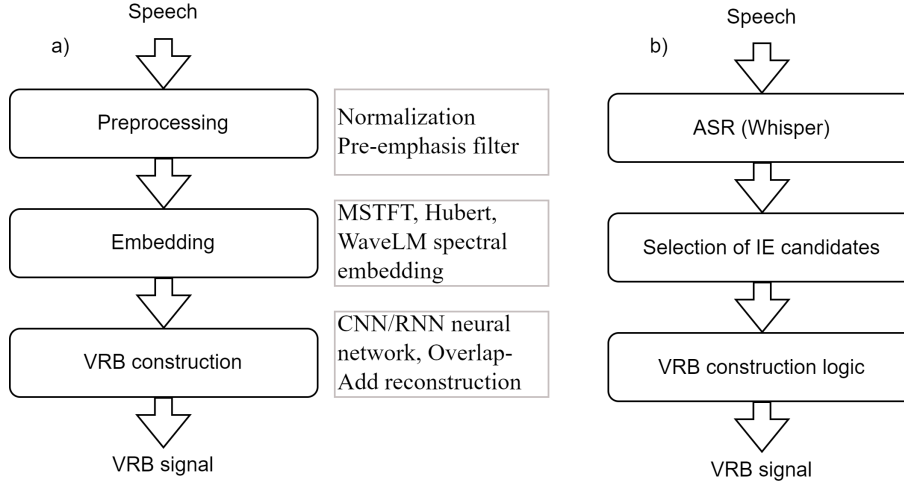 a)
Speech
Preprocessing
Normalization
Pre-emphasis filter
Embedding
MSTFT, Hubert,
WaveLM spectral
embedding
VRB construction
CNN/RNN neural
network, Overlap-
Add reconstruction
VRB signal
b)
Speech
ASR (Whisper)
Selection of IE candidates
VRB construction logic
VRB signal